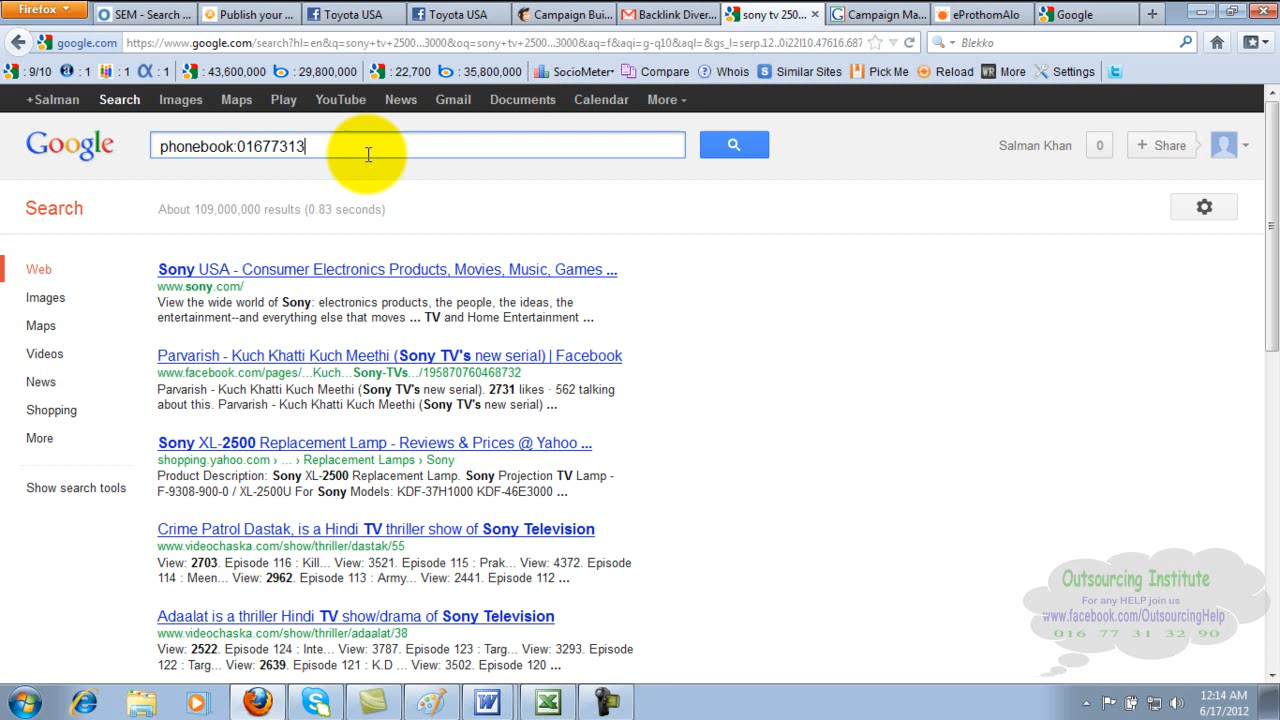 Firefox
SEM - Search ...
Publish your ...
Toyota USA
Toyota USA
Campaign Bui...
Backlink Diver...
sony tv 250...
Campaign Ma...
eProthomAlo
Google
google.com
https://www.google.com/search?hl=en&q=sony+tv+2500...3000&oq=sony+tv+2500...3000&aq=f&aqi=g-q10&aql=&gs_l=serp.12..0i22l10.47616.687
Blekko
: 9/10 : 1 : 1 : 1 : 43,600,000 : 29,800,000 : 22,700 : 35,800,000 SocioMeter Compare Whois Similar Sites Pick Me Reload More Settings
+Salman Search Images Maps Play YouTube News Gmail Documents Calendar More
Google
phonebook:01677313
Salman Khan 0 + Share
Search
About 109,000,000 results (0.83 seconds)
Web
Images
Maps
Videos
News
Shopping
More
Show search tools
Sony USA - Consumer Electronics Products, Movies, Music, Games ...
www.sony.com/
View the wide world of Sony: electronics products, the people, the ideas, the
entertainment--and everything else that moves ... TV and Home Entertainment ...
Parvarish - Kuch Khatti Kuch Meethi (Sony TV's new serial) | Facebook
www.facebook.com/pages/...Kuch...Sony-TVs.../195870760468732
Parvarish - Kuch Khatti Kuch Meethi (Sony TV's new serial). 2731 likes · 562 talking
about this. Parvarish - Kuch Khatti Kuch Meethi (Sony TV's new serial) ...
Sony XL-2500 Replacement Lamp - Reviews & Prices @ Yahoo ...
shopping.yahoo.com › ... › Replacement Lamps › Sony
Product Description: Sony XL-2500 Replacement Lamp. Sony Projection TV Lamp -
F-9308-900-0 / XL-2500U For Sony Models: KDF-37H1000 KDF-46E3000 ...
Crime Patrol Dastak, is a Hindi TV thriller show of Sony Television
www.videochaska.com/show/thriller/dastak/55
View: 2703. Episode 116 : Kill... View: 3521. Episode 115 : Prak... View: 4372. Episode
114 : Meen... View: 2962. Episode 113 : Army... View: 2441. Episode 112 ...
Adaalat is a thriller Hindi TV show/drama of Sony Television
www.videochaska.com/show/thriller/adaalat/38
View: 2522. Episode 124 : Inte... View: 3787. Episode 123 : Targ... View: 3293. Episode
122 : Targ... View: 2639. Episode 121 : K.D ... View: 3502. Episode 120 ...
Outsourcing Institute
For any HELP join us
www.facebook.com/OutsourcingHelp
016 77 31 32 90
12:14 AM
6/17/2012